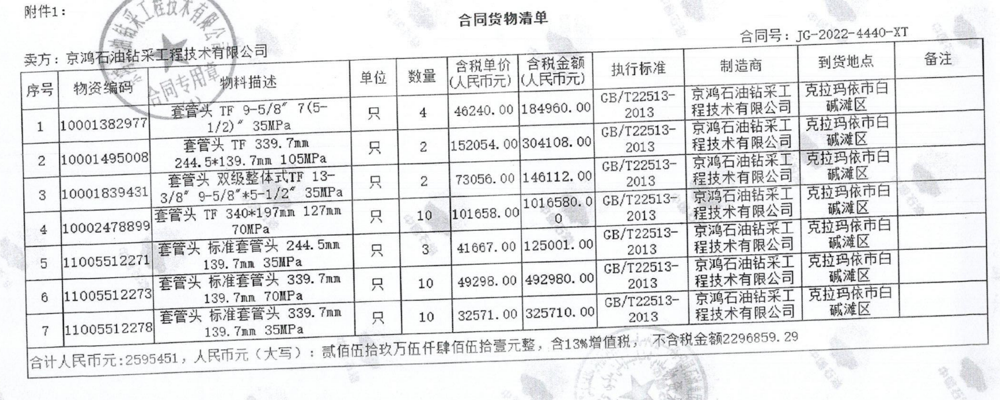 附件1：
合同货物清单
合同号：JG-2022-4440-XT
卖方：京鸿石油钻采工程技术有限公司
序号 物资编码 物料描述 单位 数量 含税单价(人民币元) 含税金额(人民币元) 执行标准 制造商 到货地点 备注
1 10001382977 套管头 TF 9-5/8″ 7(5-1/2)″ 35MPa 只 4 46240.00 184960.00 GB/T22513-2013 京鸿石油钻采工程技术有限公司 克拉玛依市白碱滩区
2 10001495008 套管头 TF 339.7mm 244.5*139.7mm 105MPa 只 2 152054.00 304108.00 GB/T22513-2013 京鸿石油钻采工程技术有限公司 克拉玛依市白碱滩区
3 10001839431 套管头 双级整体式TF 13-3/8″ 9-5/8″*5-1/2″ 35MPa 只 2 73056.00 146112.00 GB/T22513-2013 京鸿石油钻采工程技术有限公司 克拉玛依市白碱滩区
4 10002478899 套管头 TF 340*197mm 127mm 70MPa 只 10 101658.00 1016580.00 GB/T22513-2013 京鸿石油钻采工程技术有限公司 克拉玛依市白碱滩区
5 11005512271 套管头 标准套管头 244.5mm 139.7mm 35MPa 只 3 41667.00 125001.00 GB/T22513-2013 京鸿石油钻采工程技术有限公司 克拉玛依市白碱滩区
6 11005512273 套管头 标准套管头 339.7mm 139.7mm 70MPa 只 10 49298.00 492980.00 GB/T22513-2013 京鸿石油钻采工程技术有限公司 克拉玛依市白碱滩区
7 11005512278 套管头 标准套管头 339.7mm 139.7mm 35MPa 只 10 32571.00 325710.00 GB/T22513-2013 京鸿石油钻采工程技术有限公司 克拉玛依市白碱滩区
合计人民币元:2595451，人民币元（大写）：贰佰伍拾玖万伍仟肆佰伍拾壹元整，含13%增值税， 不含税金额2296859.29
合同专用章